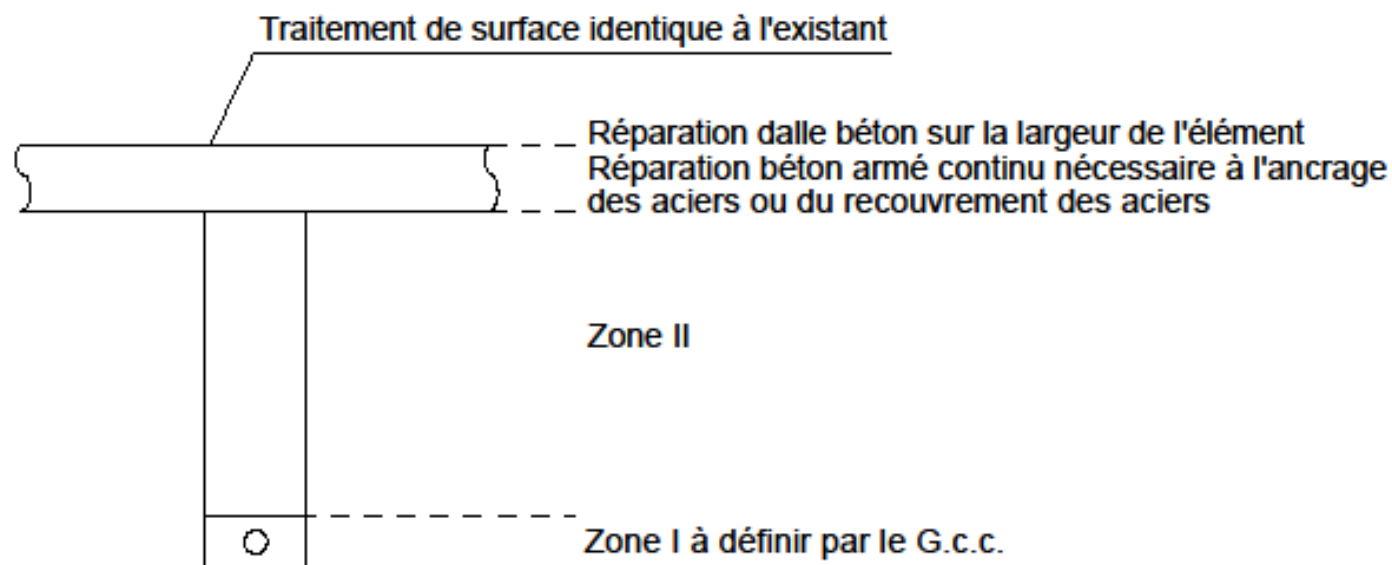 Traitement de surface identique à l'existant
Réparation dalle béton sur la largeur de l'élément
Réparation béton armé continu nécessaire à l'ancrage
des aciers ou du recouvrement des aciers
Zone II
Zone I à définir par le G.c.c.